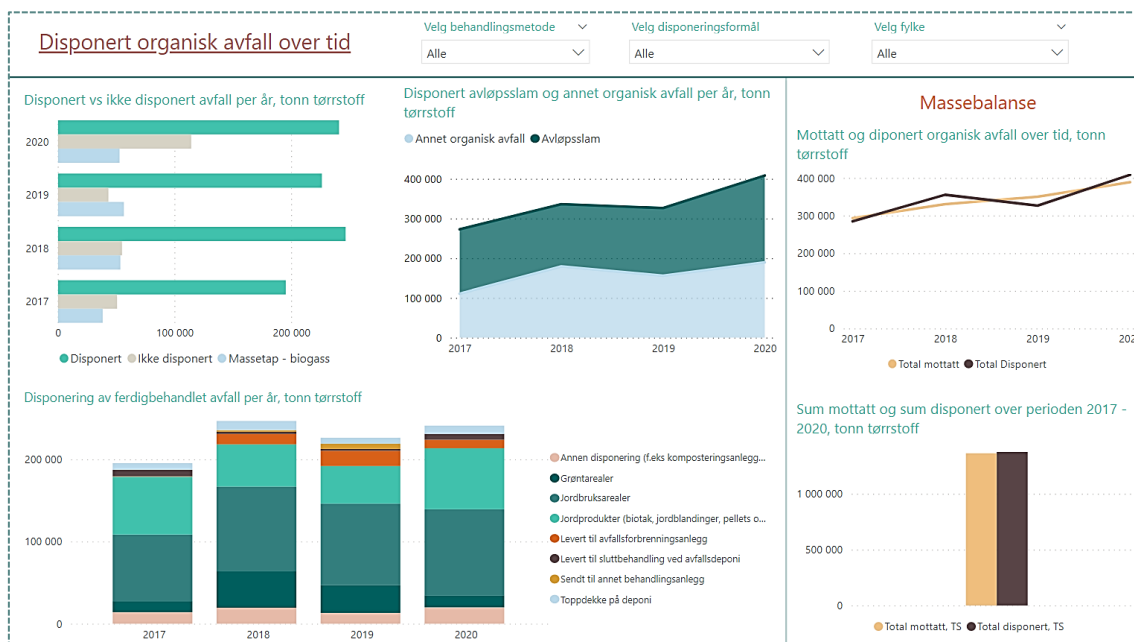 Disponert organisk avfall over tid
Velg behandlingsmetode
Alle
Velg disponeringsformål
Alle
Velg fylke
Alle
Disponert vs ikke disponert avfall per år, tonn tørrstoff
2020
2019
2018
2017
0
100 000
200 000
Disponert
Ikke disponert
Massetap - biogass
Disponert avløpsslam og annet organisk avfall per år, tonn
tørrstoff
Annet organisk avfall
Avløpsslam
400 000
300 000
200 000
100 000
0
2017
2018
2019
2020
Massebalanse
Mottatt og diponert organisk avfall over tid, tonn
tørrstoff
400 000
300 000
200 000
100 000
0
2017
2018
2019
202
Total mottatt
Total Disponert
Disponering av ferdigbehandlet avfall per år, tonn tørrstoff
200 000
100 000
0
2017
2018
2019
2020
Annen disponering (f.eks komposteringsanlegg...
Grøntarealer
Jordbruksarealer
Jordprodukter (biotak, jordblandinger, pellets o...
Levert til avfallsforbrenningsanlegg
Levert til sluttbehandling ved avfallsdeponi
Sendt til annet behandlingsanlegg
Toppdekke på deponi
Sum mottatt og sum disponert over perioden 2017 -
2020, tonn tørrstoff
1 000 000
500 000
0
Total mottatt, TS
Total disponert, TS